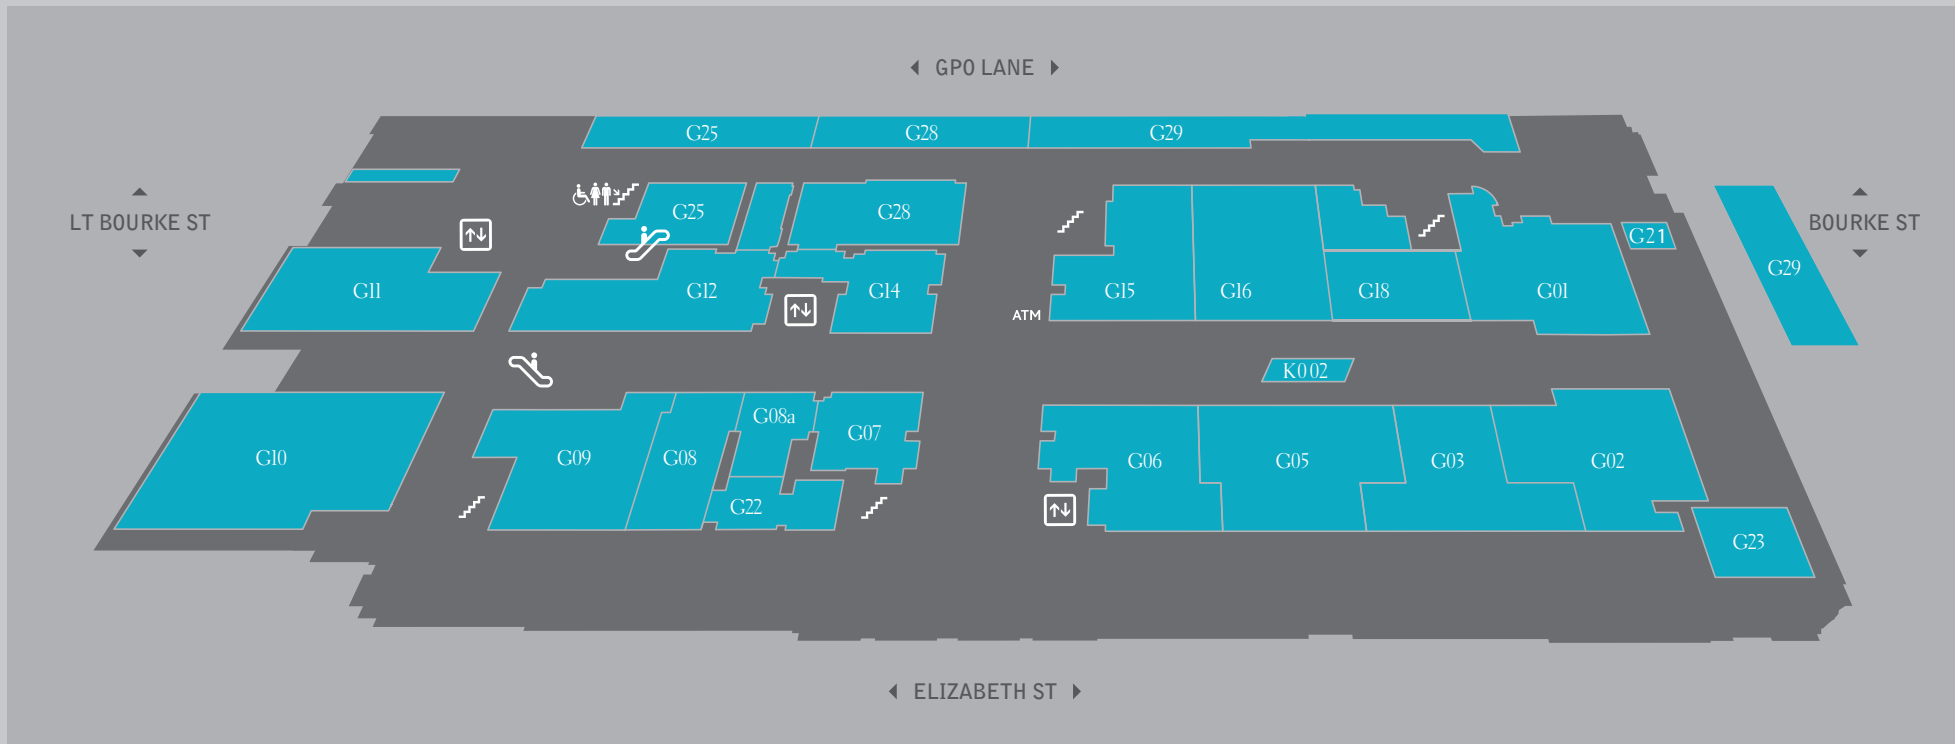 GPO LANE
G25
G28
G29
LT BOURKE ST
BOURKE ST
G25
G28
G21
G29
G11
G12
G14
G15
G16
G18
G01
ATM
K002
G10
G09
G08
G08a
G07
G22
G06
G05
G03
G02
G23
ELIZABETH ST